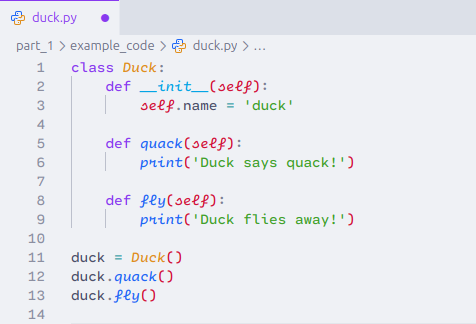 duck.py
part_1 > example_code > duck.py > ...
1 class Duck:
2     def __init__(self):
3         self.name = 'duck'
4
5     def quack(self):
6         print('Duck says quack!')
7
8     def fly(self):
9         print('Duck flies away!')
10
11 duck = Duck()
12 duck.quack()
13 duck.fly()
14